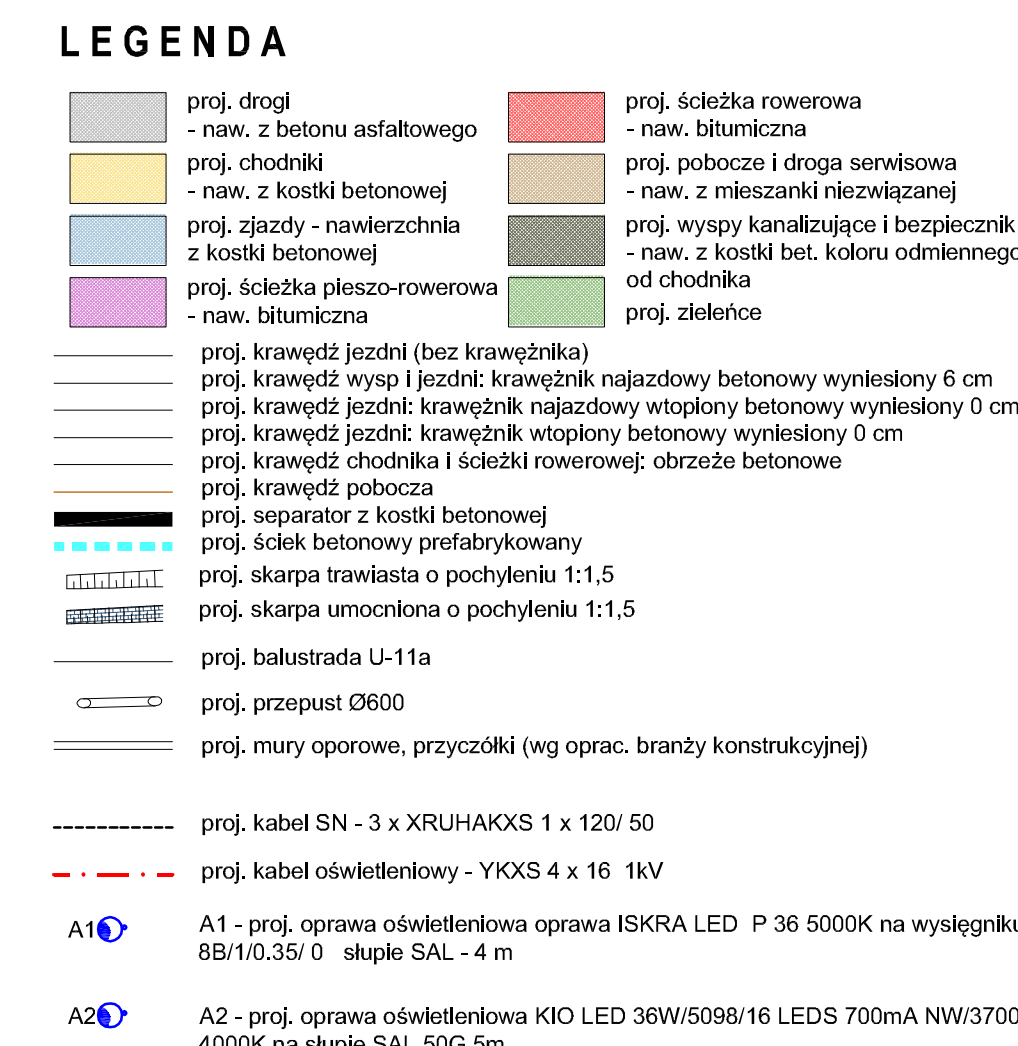 LEGENDA
proj. drogi
- naw. z betonu asfaltowego
proj. chodniki
- naw. z kostki betonowej
proj. zjazdy - nawierzchnia
z kostki betonowej
proj. ścieżka pieszo-rowerowa
- naw. bitumiczna
proj. ścieżka rowerowa
- naw. bitumiczna
proj. pobocze i droga serwisowa
- naw. z mieszanki niezwiązanej
proj. wyspy kanalizujące i bezpiecznik
- naw. z kostki bet. koloru odmiennego
od chodnika
proj. zieleńce
proj. krawędź jezdni (bez krawężnika)
proj. krawędź wysp i jezdni: krawężnik najazdowy betonowy wyniesiony 6 cm
proj. krawędź jezdni: krawężnik najazdowy wtopiony betonowy wyniesiony 0 cm
proj. krawędź jezdni: krawężnik wtopiony betonowy wyniesiony 0 cm
proj. krawędź chodnika i ścieżki rowerowej: obrzeże betonowe
proj. krawędź pobocza
proj. separator z kostki betonowej
proj. ściek betonowy prefabrykowany
proj. skarpa trawiasta o pochyleniu 1:1,5
proj. skarpa umocniona o pochyleniu 1:1,5
proj. balustrada U-11a
proj. przepust Ø600
proj. mury oporowe, przyczółki (wg oprac. branży konstrukcyjnej)
proj. kabel SN - 3 x XRUHAKXS 1 x 120/ 50
proj. kabel oświetleniowy - YKXS 4 x 16 1kV
A1 A1 - proj. oprawa oświetleniowa oprawa ISKRA LED P 36 5000K na wysięgniku
8B/1/0.35/ 0 słupie SAL - 4 m
A2 A2 - proj. oprawa oświetleniowa KIO LED 36W/5098/16 LEDS 700mA NW/3700
4000K na słupie SAL 50G 5m